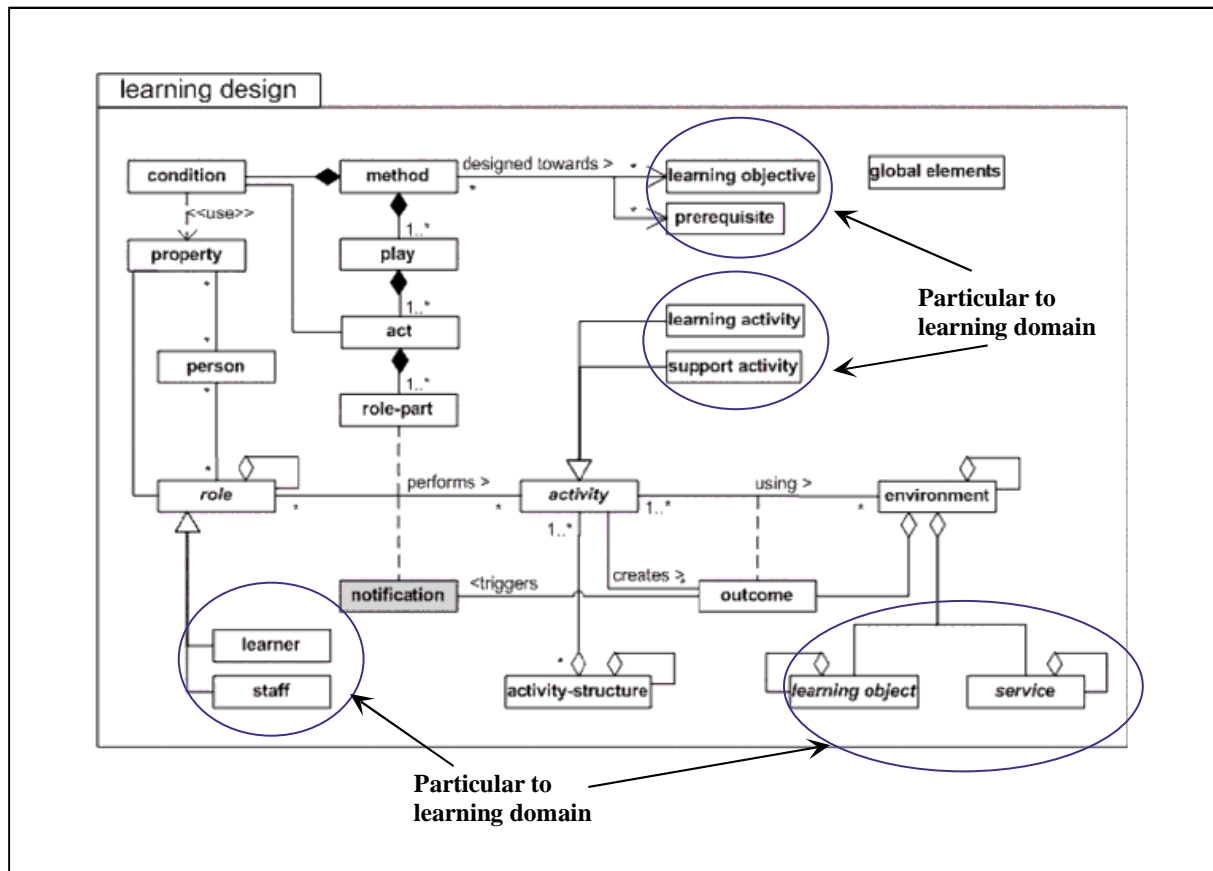 learning design
condition
method
designed towards >
*
*
learning objective
global elements
<<use>>
*
prerequisite
1..*
property
play
*
Particular to
learning domain
1..*
learning activity
*
act
person
support activity
*
1..*
role-part
*
role
performs >
activity
using >
environment
*
*
1..*
*
1..*
creates >
*
notification
<triggers
outcome
learner
*
staff
activity-structure
learning object
service
Particular to
learning domain